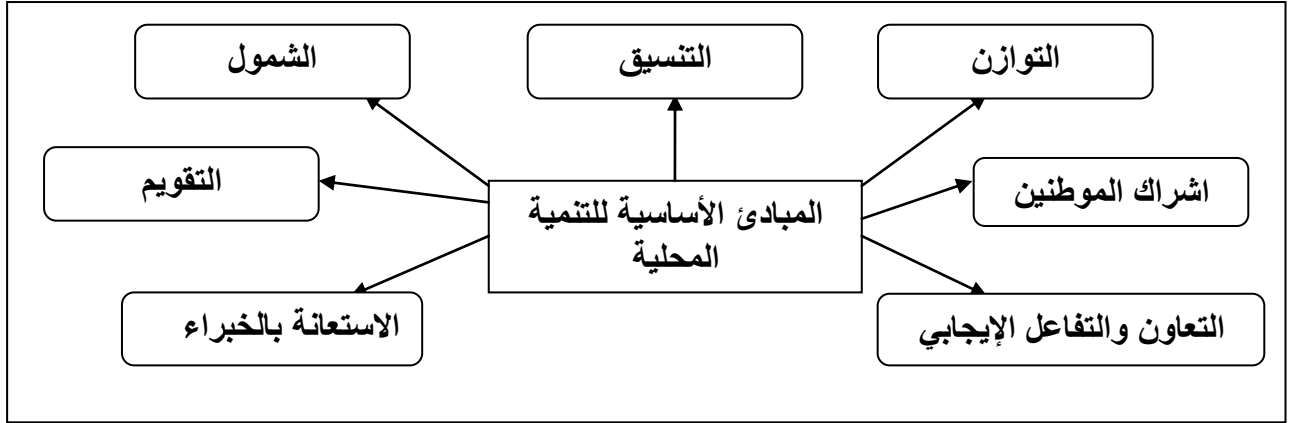 التوازن
التنسيق
الشمول
اشراك الموطنين
المبادئ الأساسية للتنمية
المحلية
التقويم
التعاون والتفاعل الإيجابي
الاستعانة بالخبراء